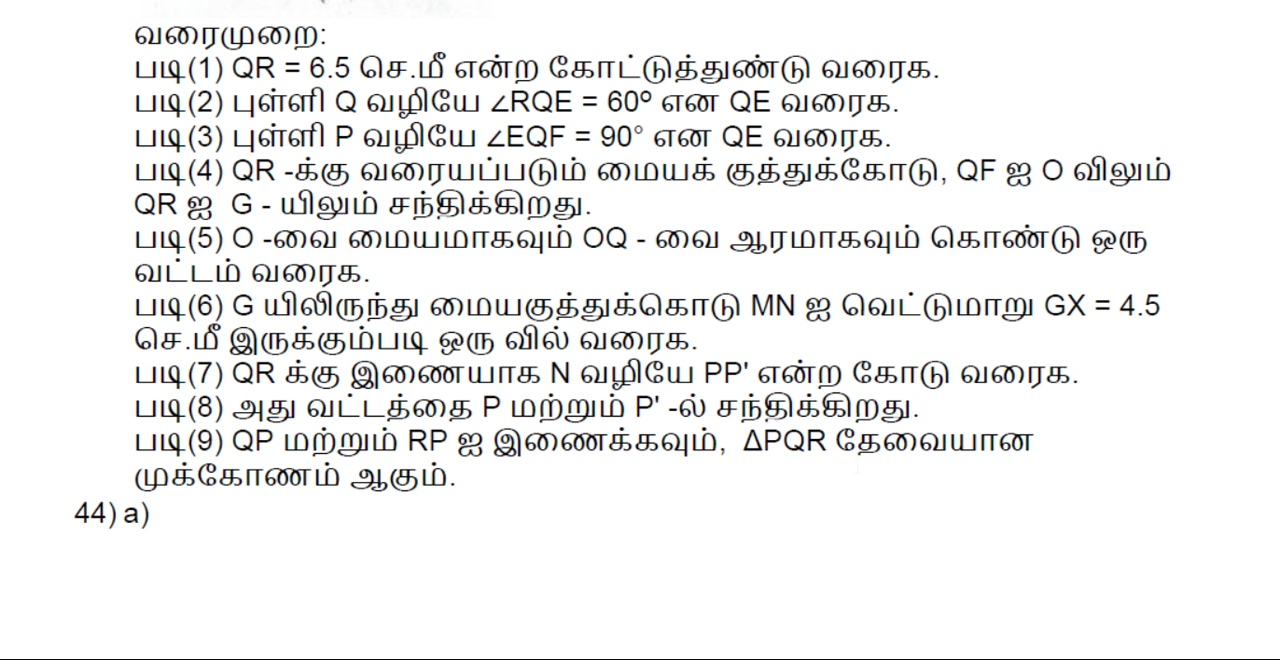 வரைமுறை:
படி(1) QR = 6.5 செ.மீ என்ற கோட்டுத்துண்டு வரைக.
படி(2) புள்ளி Q வழியே ∠RQE = 60º என QE வரைக.
படி(3) புள்ளி P வழியே ∠EQF = 90° என QE வரைக.
படி(4) QR -க்கு வரையப்படும் மையக் குத்துக்கோடு, QF ஐ O விலும்
QR ஐ G - யிலும் சந்திக்கிறது.
படி(5) O -வை மையமாகவும் OQ - வை ஆரமாகவும் கொண்டு ஒரு
வட்டம் வரைக.
படி(6) G யிலிருந்து மையகுத்துக்கொடு MN ஐ வெட்டுமாறு GX = 4.5
செ.மீ இருக்கும்படி ஒரு வில் வரைக.
படி(7) QR க்கு இணையாக N வழியே PP' என்ற கோடு வரைக.
படி(8) அது வட்டத்தை P மற்றும் P' -ல் சந்திக்கிறது.
படி(9) QP மற்றும் RP ஐ இணைக்கவும், ΔPQR தேவையான
முக்கோணம் ஆகும்.
44) a)